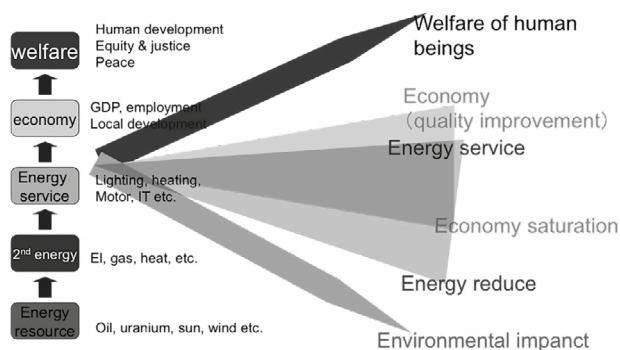 welfare
Human development
Equity & justice
Peace
economy
GDP, employment
Local development
Energy
service
Lighting, heating,
Motor, IT etc.
2nd energy
El, gas, heat, etc.
Energy
resource
Oil, uranium, sun, wind etc.
Welfare of human
beings
Economy
(quality improvement)
Energy service
Economy saturation
Energy reduce
Environmental impanct